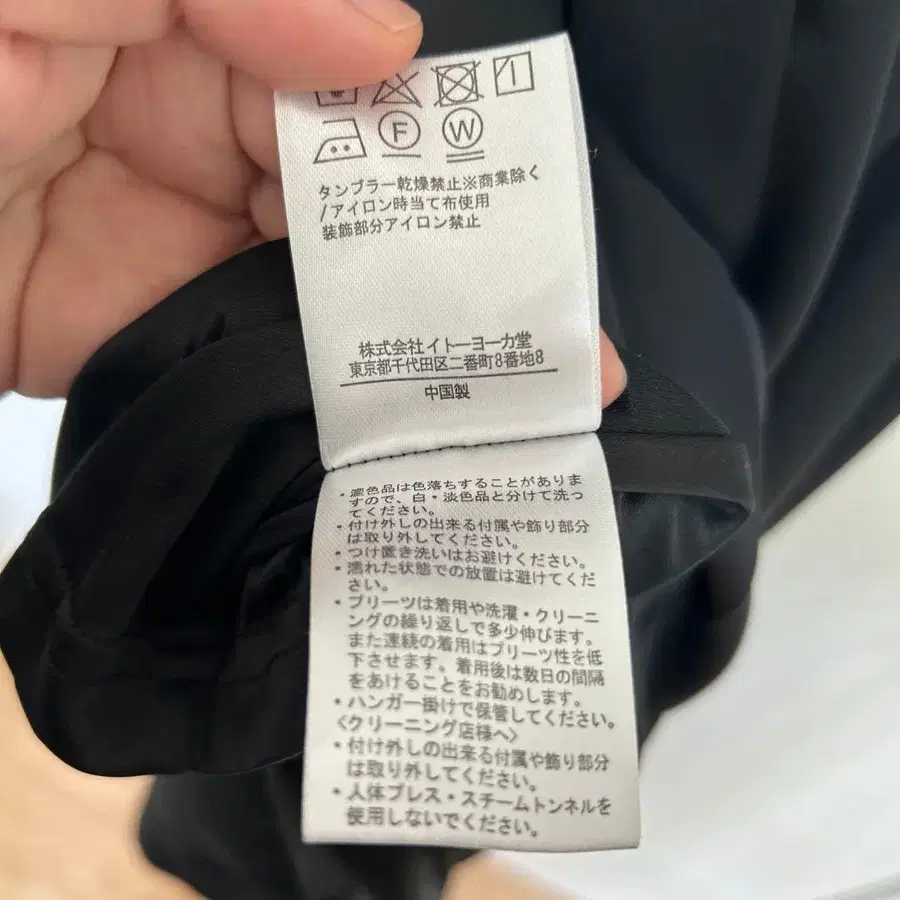 F W
タンブラー乾燥禁止※商業除く
/アイロン時当て布使用
装飾部分アイロン禁止
株式会社イトーヨーカ堂
東京都千代田区二番町8番地8
中国製
・濃色品は色落ちすることがありま
すので、白・淡色品と分けて洗っ
てください。
・付け外しの出来る付属や飾り部分
は取り外してください。
・つけ置き洗いはお避けください。
・濡れた状態での放置は避けてくだ
さい。
・プリーツは着用や洗濯・クリーニ
ングの繰り返しで多少伸びます。
また連続の着用はプリーツ性を低
下させます。着用後は数日の間隔
をあけることをお勧めします。
・ハンガー掛けで保管してください。
〈クリーニング店様へ〉
・付け外しの出来る付属や飾り部分
は取り外してください。
・人体プレス・スチームトンネルを
使用しないでください。